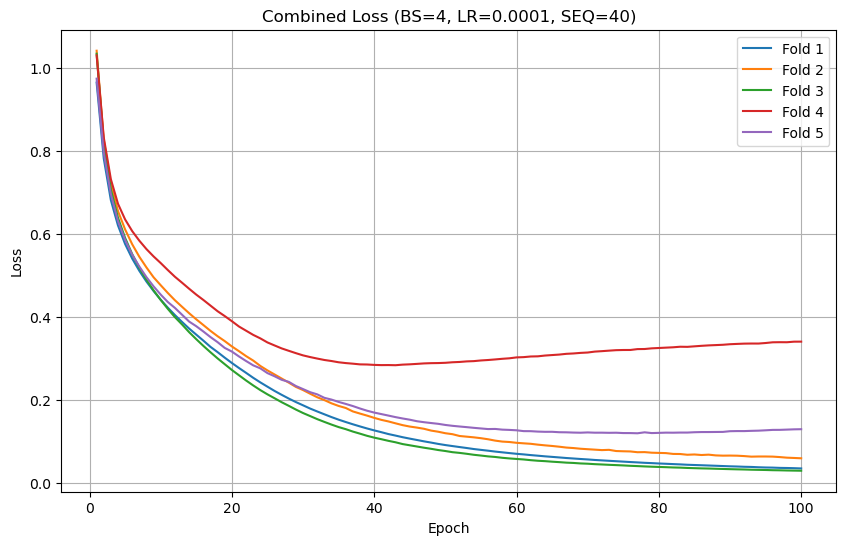 Combined Loss (BS=4, LR=0.0001, SEQ=40)
Fold 1
Fold 2
Fold 3
Fold 4
Fold 5
Loss
1.0
0.8
0.6
0.4
0.2
0.0
0 20 40 60 80 100
Epoch